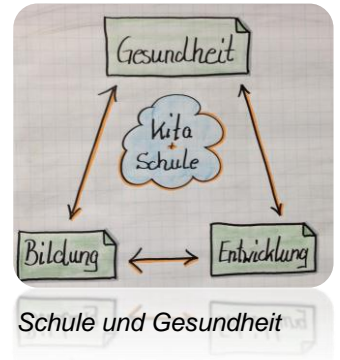 Gesundheit
Kita
+
Schule
Bildung
Entwicklung
Schule und Gesundheit